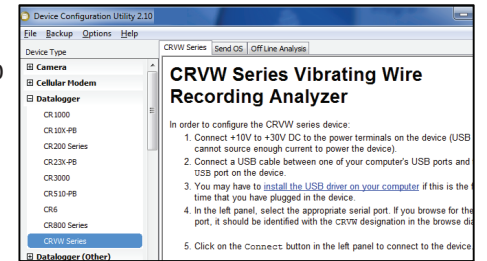 Device Configuration Utility 2.10
File Backup Options Help
Device Type
Camera
Cellular Modem
Datalogger
CR1000
CR10X-PB
CR200 Series
CR23X-PB
CR3000
CR510-PB
CR6
CR800 Series
CRVW Series
Datalogger (Other)
CRVW Series Send OS Off Line Analysis
CRVW Series Vibrating Wire
Recording Analyzer
In order to configure the CRVW series device:
1. Connect +10V to +30V DC to the power terminals on the device (USB
cannot source enough current to power the device).
2. Connect a USB cable between one of your computer's USB ports and
USB port on the device.
3. You may have to install the USB driver on your computer if this is the
time that you have plugged in the device.
4. In the left panel, select the appropriate serial port. If you browse for the
port, it should be identified with the CRVW designation in the browse
5. Click on the Connect button in the left panel to connect to the device